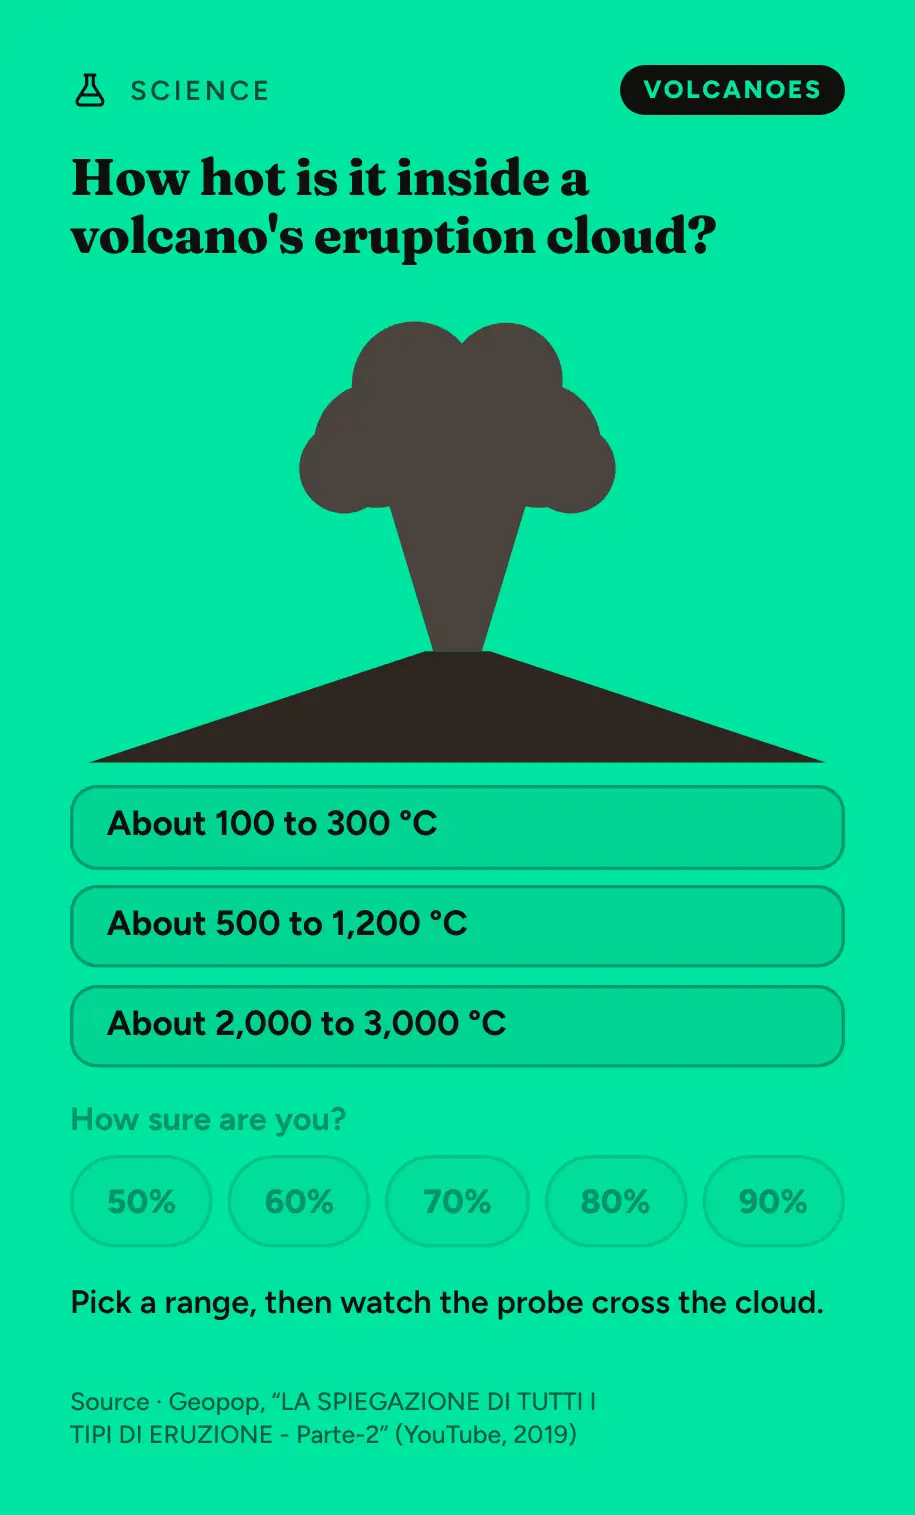 SCIENCE
VOLCANOES
How hot is it inside a
volcano's eruption cloud?
About 100 to 300 °C
About 500 to 1,200 °C
About 2,000 to 3,000 °C
How sure are you?
50% 60% 70% 80% 90%
Pick a range, then watch the probe cross the cloud.
Source · Geopop, “LA SPIEGAZIONE DI TUTTI I
TIPI DI ERUZIONE - Parte-2” (YouTube, 2019)